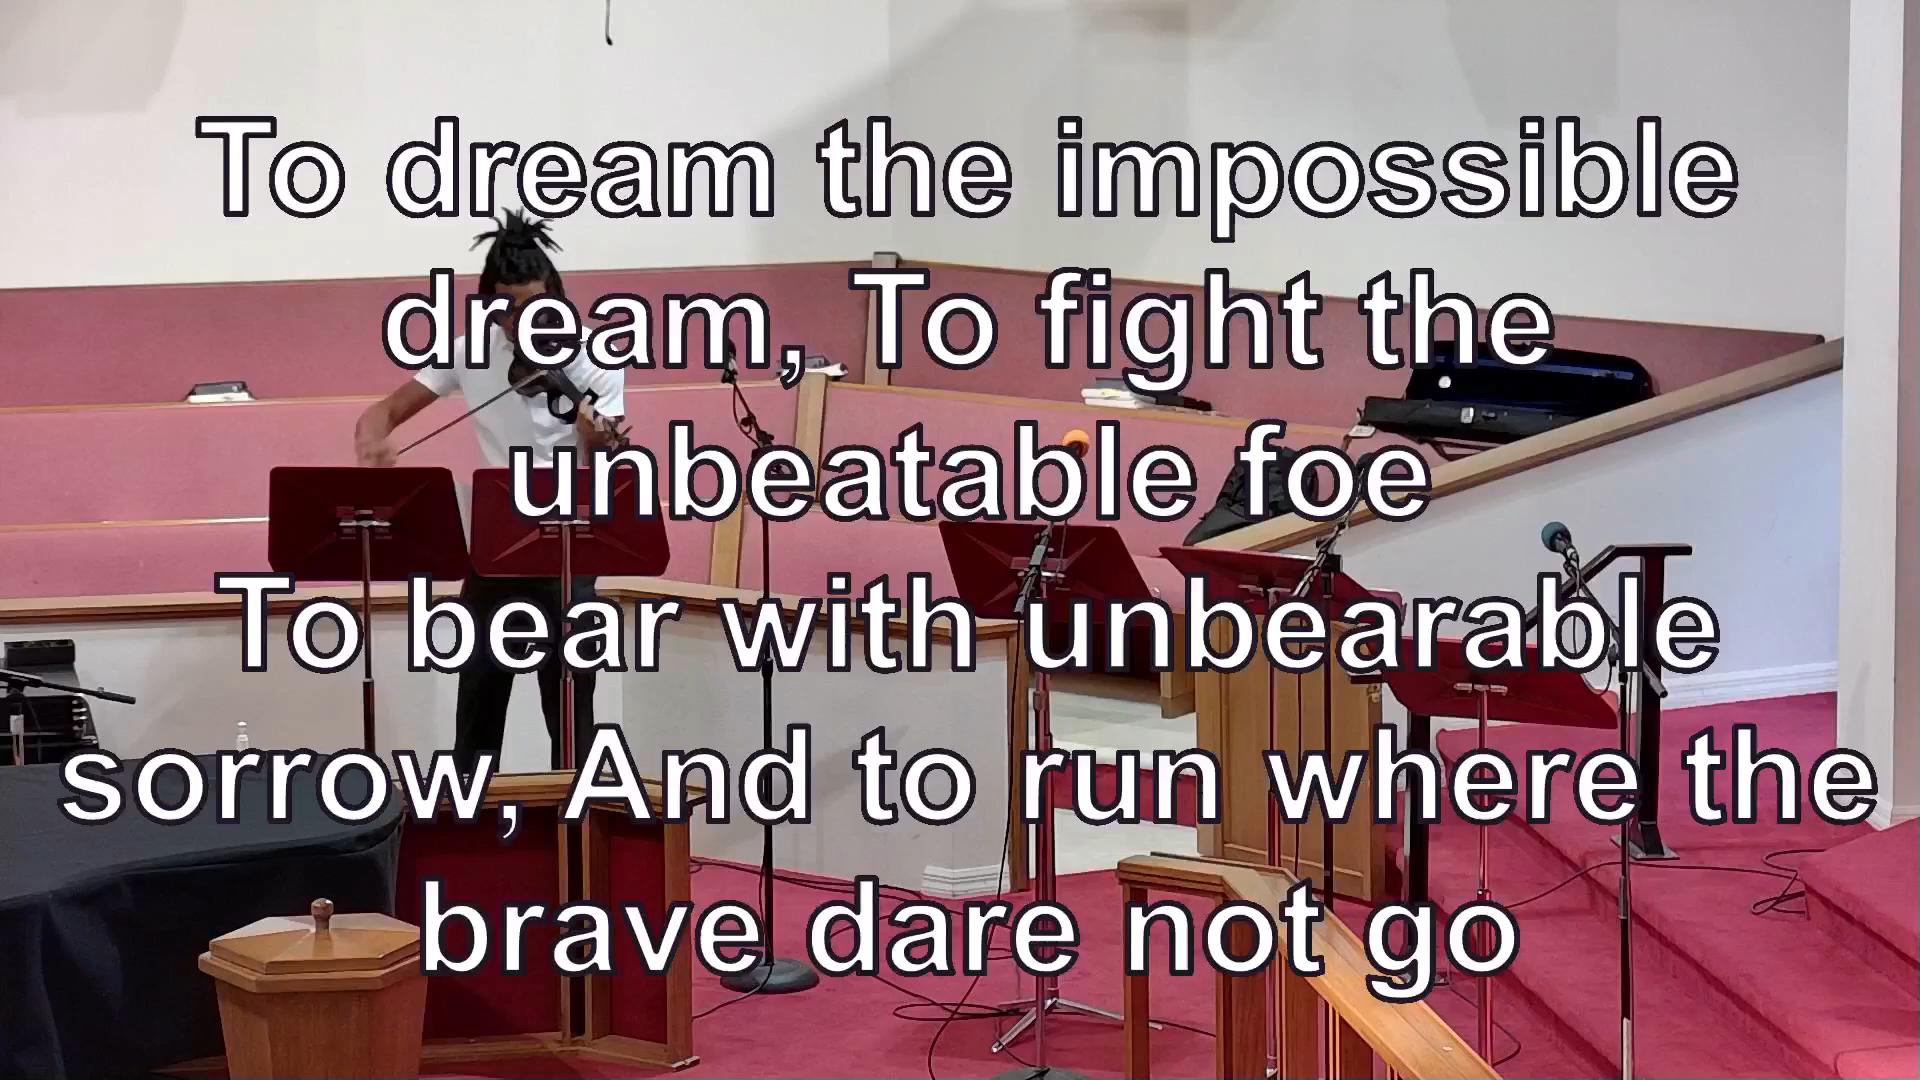 To dream the impossible
dream, To fight the
unbeatable foe
To bear with unbearable
sorrow, And to run where the
brave dare not go